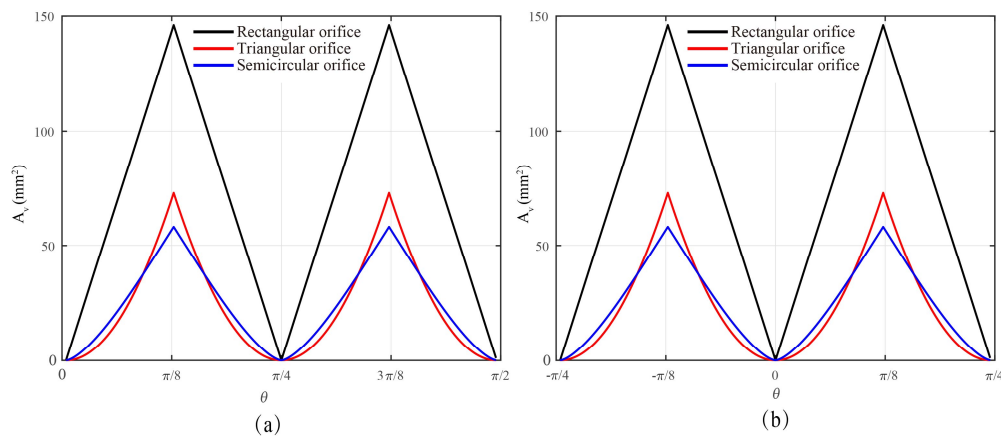 150
100
50
0
A_v (mm²)
Rectangular orifice
Triangular orifice
Semicircular orifice
0 π/8 π/4 3π/8 π/2
θ
(a)
150
100
50
0
A_v (mm²)
Rectangular orifice
Triangular orifice
Semicircular orifice
-π/4 -π/8 0 π/8 π/4
θ
(b)